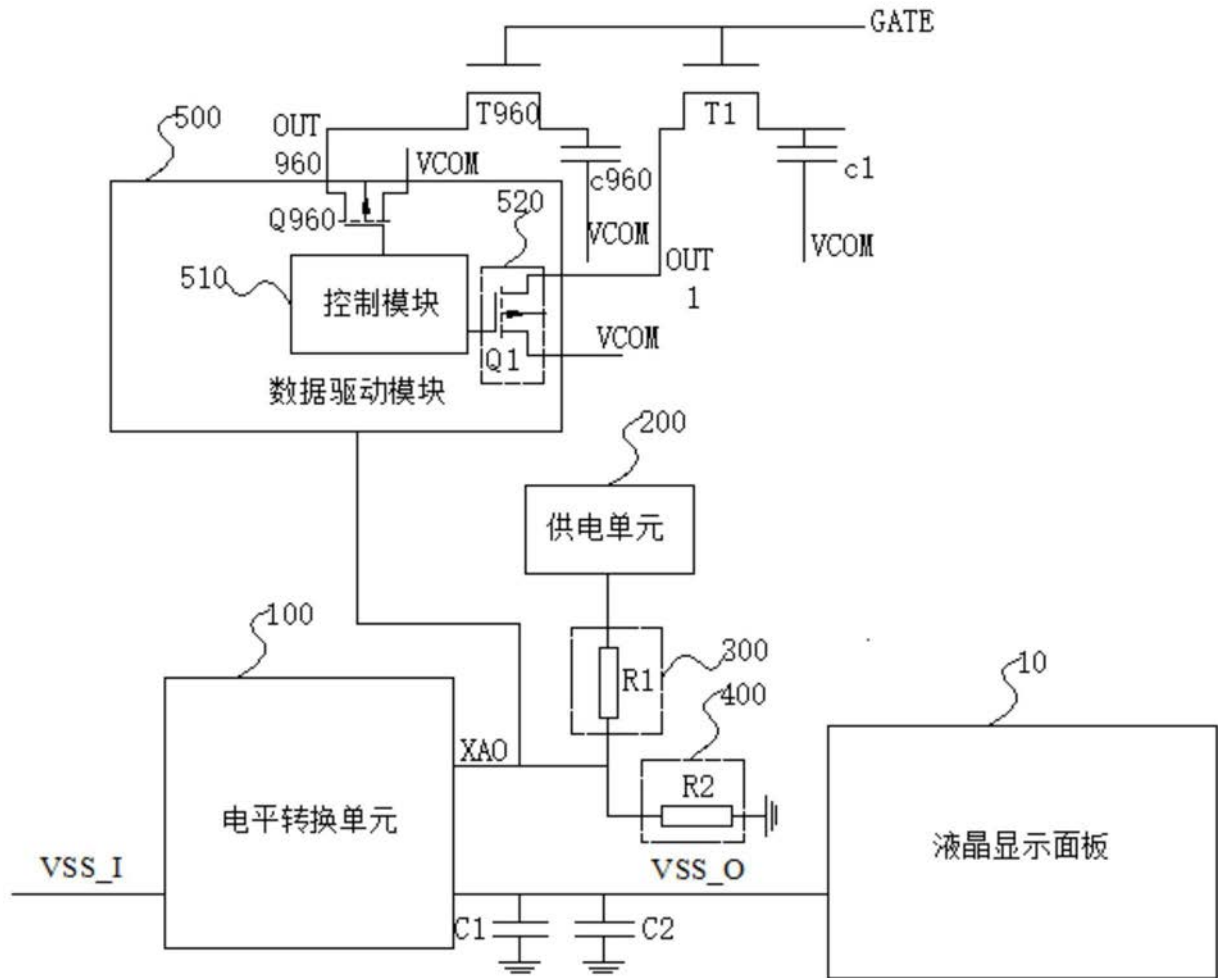 GATE
T960
T1
500
OUT
960
VCOM
c960
c1
520
Q960
VCOM
VCOM
OUT
1
510
控制模块
VCOM
Q1
数据驱动模块
200
供电单元
100
300
10
R1
400
XAO
R2
电平转换单元
液晶显示面板
VSS_I
VSS_O
C1
C2